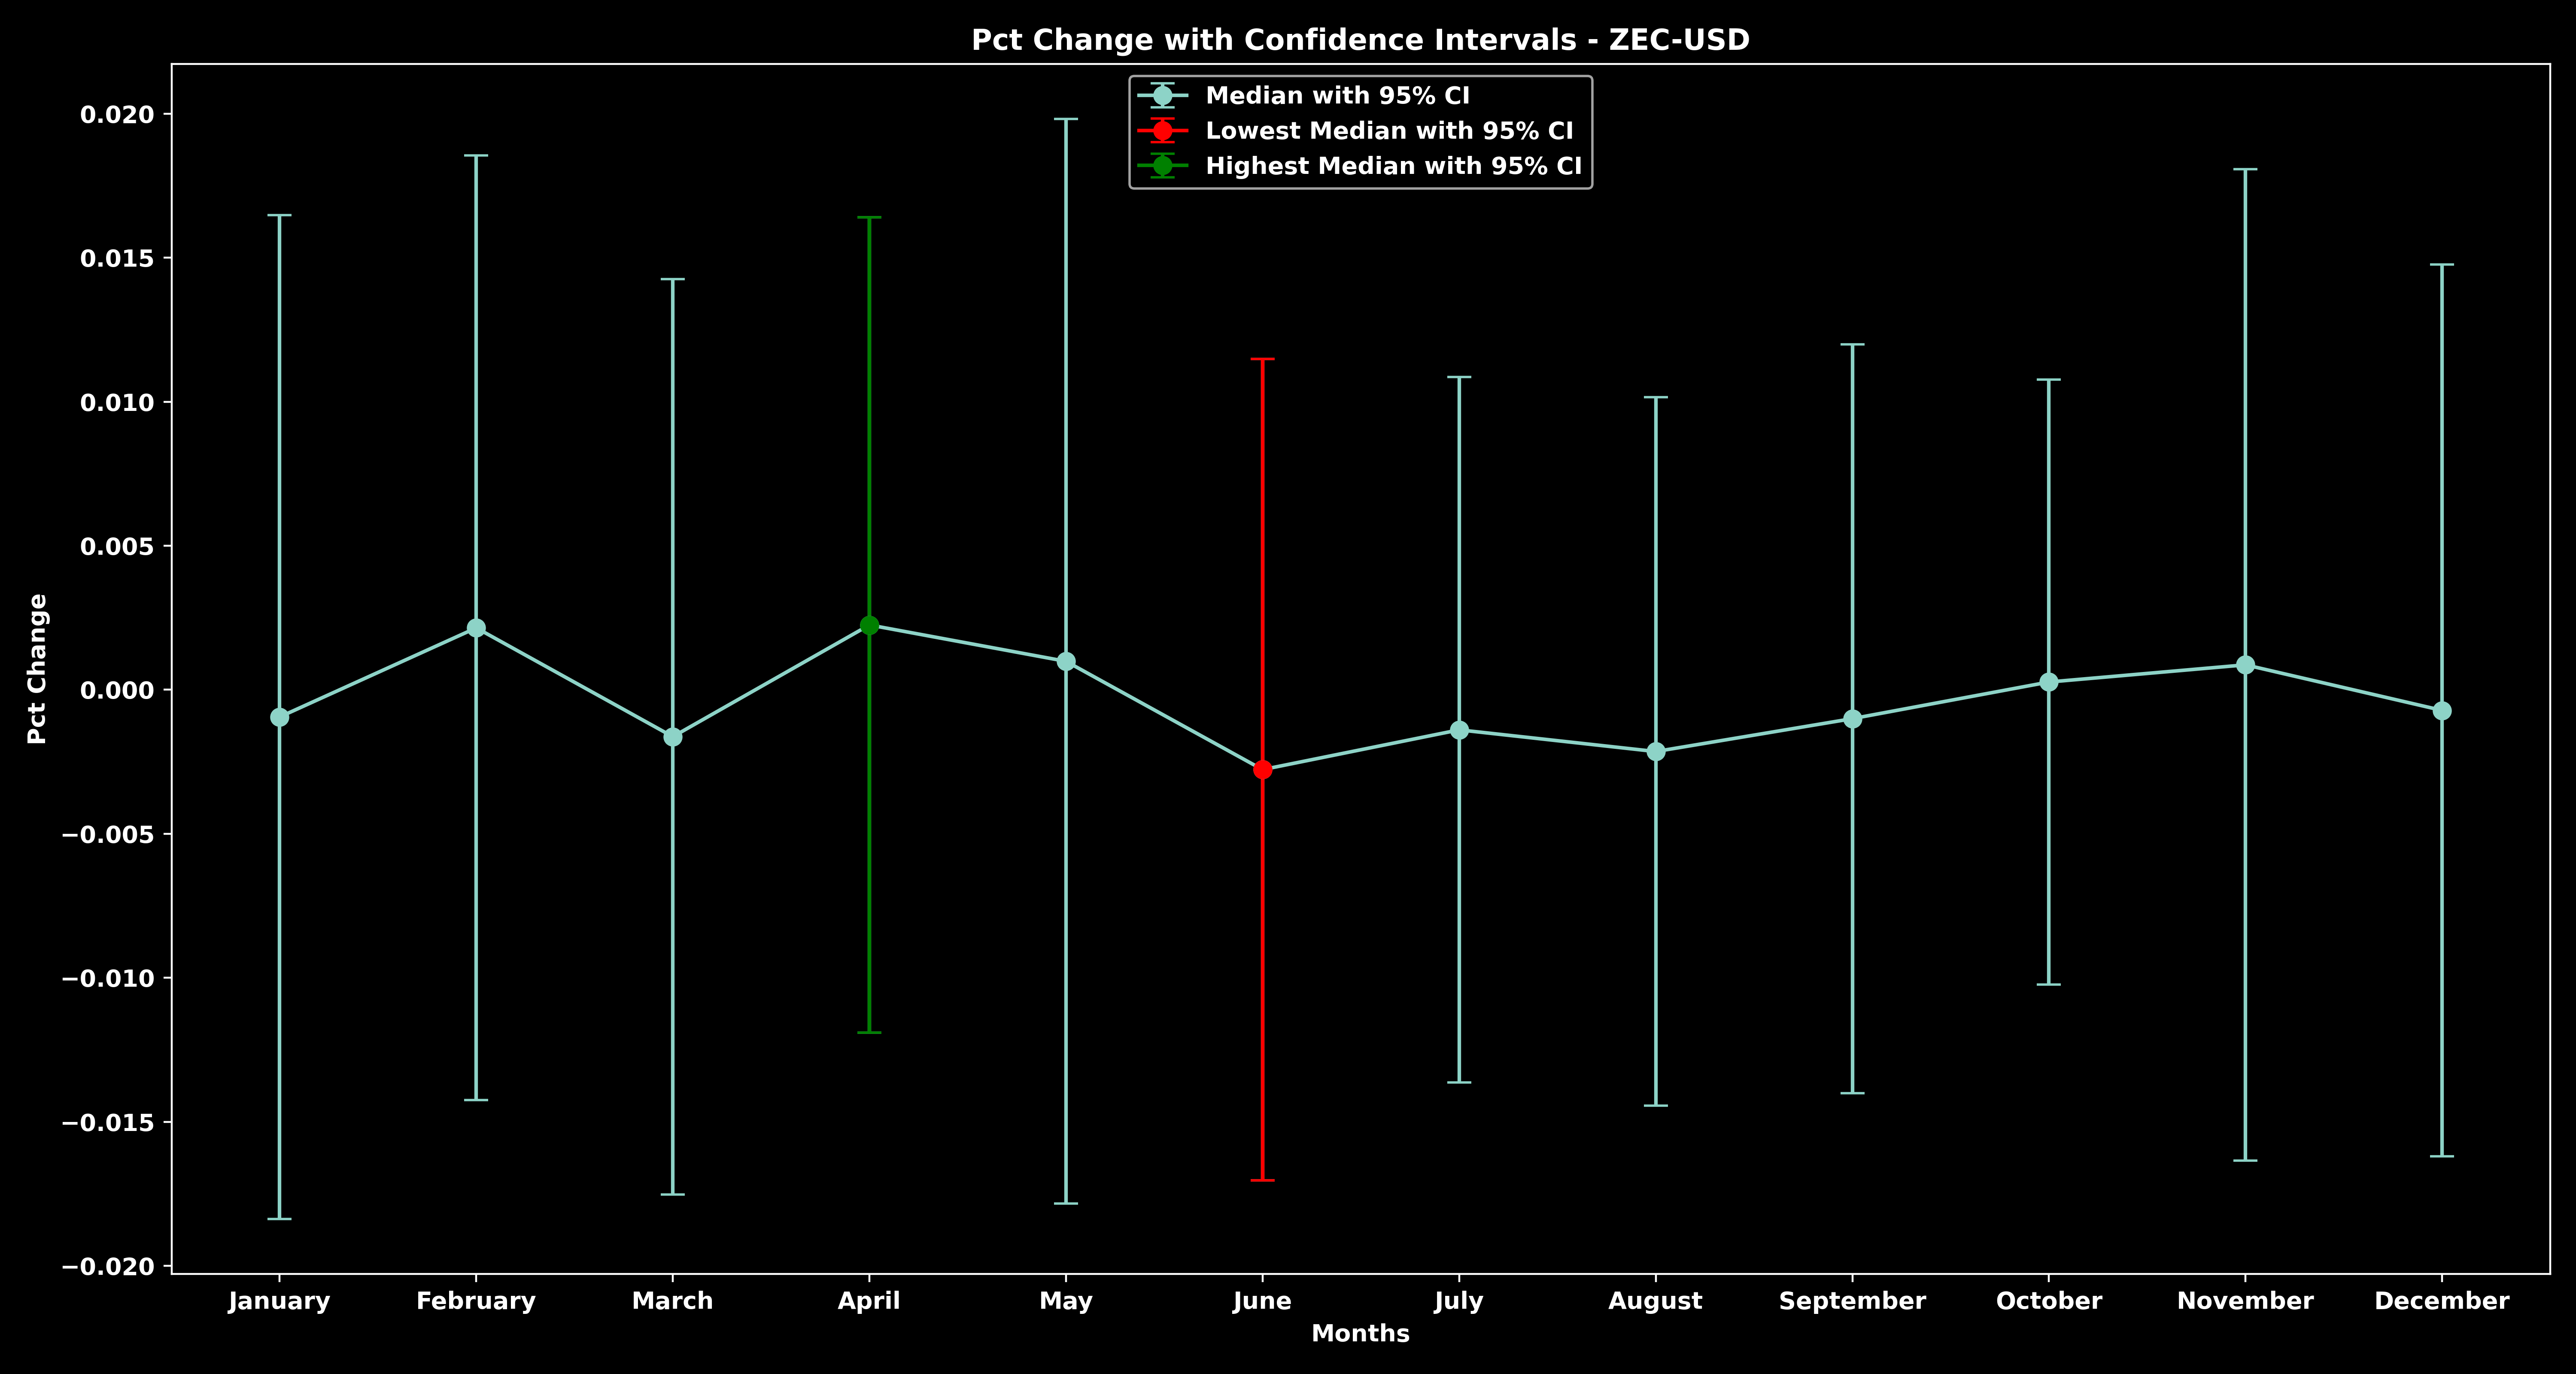 Pct Change with Confidence Intervals - ZEC-USD
Median with 95% CI
Lowest Median with 95% CI
Highest Median with 95% CI
0.020
0.015
0.010
0.005
0.000
−0.005
−0.010
−0.015
−0.020
Pct Change
January February March April May June July August September October November December
Months